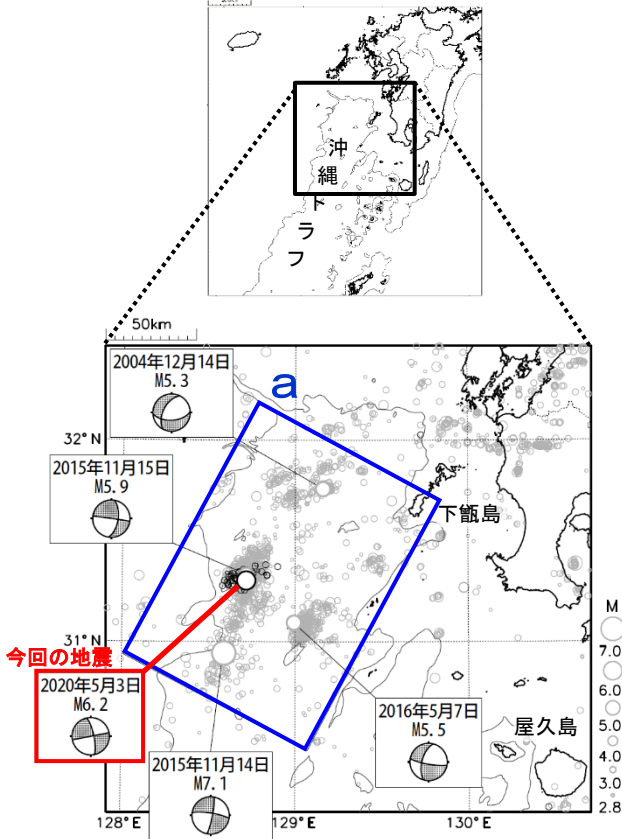 沖
縄
ト
ラ
フ
50km
2004年12月14日
M5.3
a
32°N
2015年11月15日
M5.9
下甑島
31°N
今回の地震
2020年5月3日
M6.2
2016年5月7日
M5.5
屋久島
2015年11月14日
M7.1
M
7.0
6.0
5.0
4.0
3.0
2.8
128°E
129°E
130°E